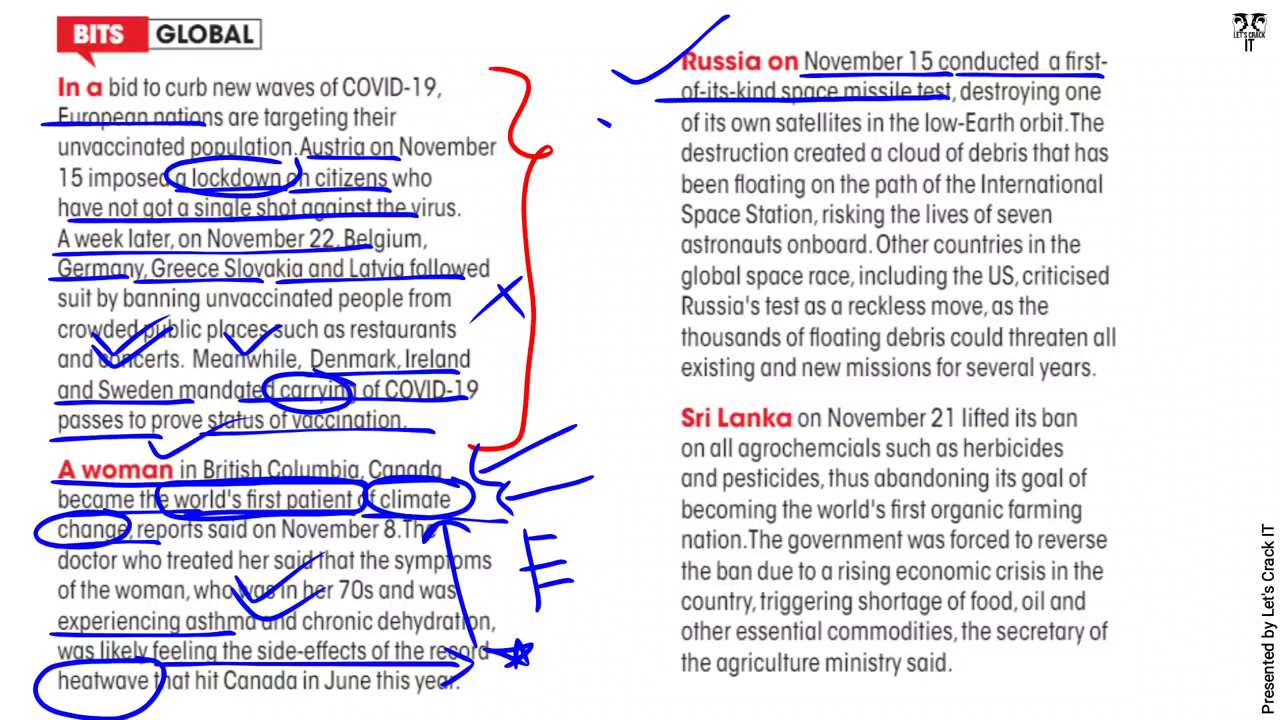 BITS GLOBAL
In a bid to curb new waves of COVID-19,
European nations are targeting their
unvaccinated population. Austria on November
15 imposed a lockdown on citizens who
have not got a single shot against the virus.
A week later, on November 22, Belgium,
Germany, Greece Slovakia and Latvia followed
suit by banning unvaccinated people from
crowded public places such as restaurants
and concerts. Meanwhile, Denmark, Ireland
and Sweden mandated carrying of COVID-19
passes to prove status of vaccination.
A woman in British Columbia, Canada
became the world's first patient of climate
change, reports said on November 8. The
doctor who treated her said that the symptoms
of the woman, who was in her 70s and was
experiencing asthma and chronic dehydration,
was likely feeling the side-effects of the record
heatwave that hit Canada in June this year.
Russia on November 15 conducted a first-
of-its-kind space missile test, destroying one
of its own satellites in the low-Earth orbit. The
destruction created a cloud of debris that has
been floating on the path of the International
Space Station, risking the lives of seven
astronauts onboard. Other countries in the
global space race, including the US, criticised
Russia's test as a reckless move, as the
thousands of floating debris could threaten all
existing and new missions for several years.
Sri Lanka on November 21 lifted its ban
on all agrochemcials such as herbicides
and pesticides, thus abandoning its goal of
becoming the world's first organic farming
nation. The government was forced to reverse
the ban due to a rising economic crisis in the
country, triggering shortage of food, oil and
other essential commodities, the secretary of
the agriculture ministry said.
LET'S CRACK
IT
Presented by Let's Crack IT